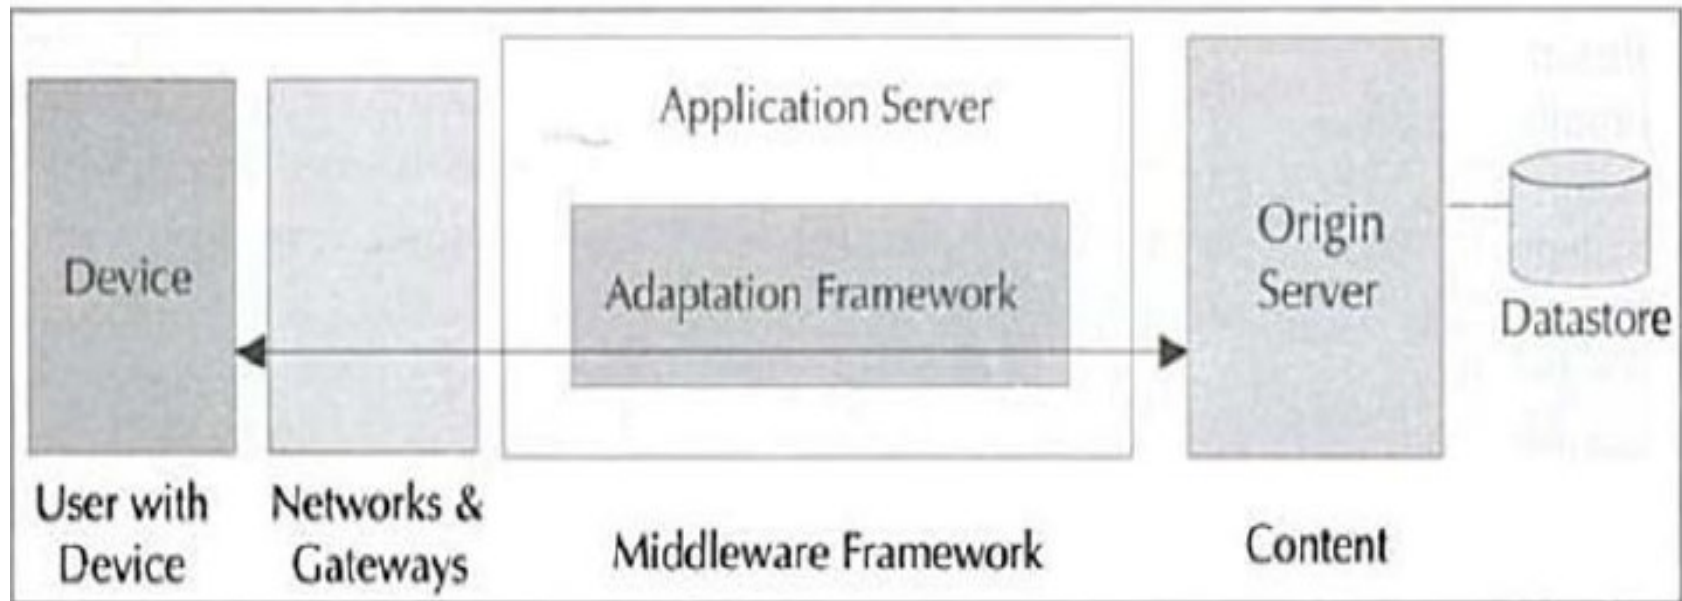 Application Server
Device
Adaptation Framework
Origin
Server
Datastore
User with
Device
Networks &
Gateways
Middleware Framework
Content